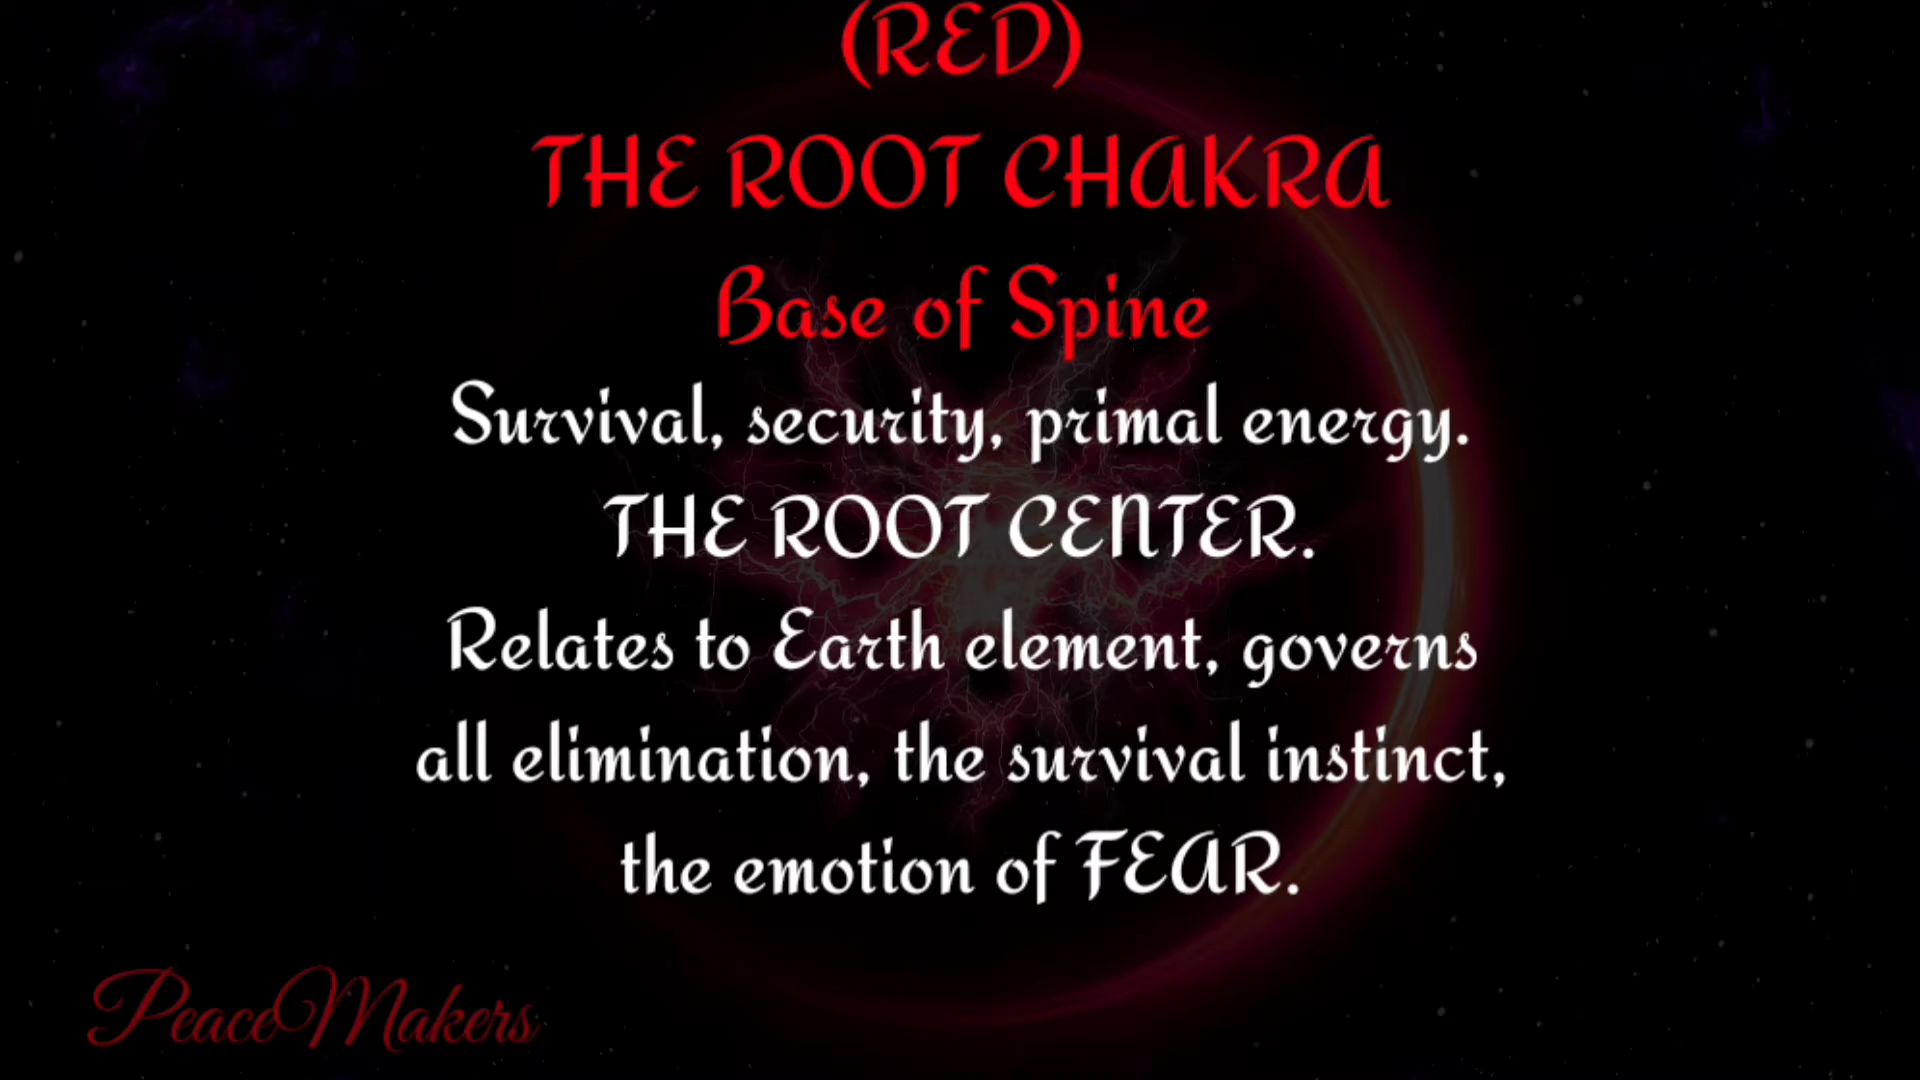 (RED)
THE ROOT CHAKRA
Base of Spine
Survival, security, primal energy.
THE ROOT CENTER.
Relates to Earth element, governs
all elimination, the survival instinct,
the emotion of FEAR.
PeaceMakers